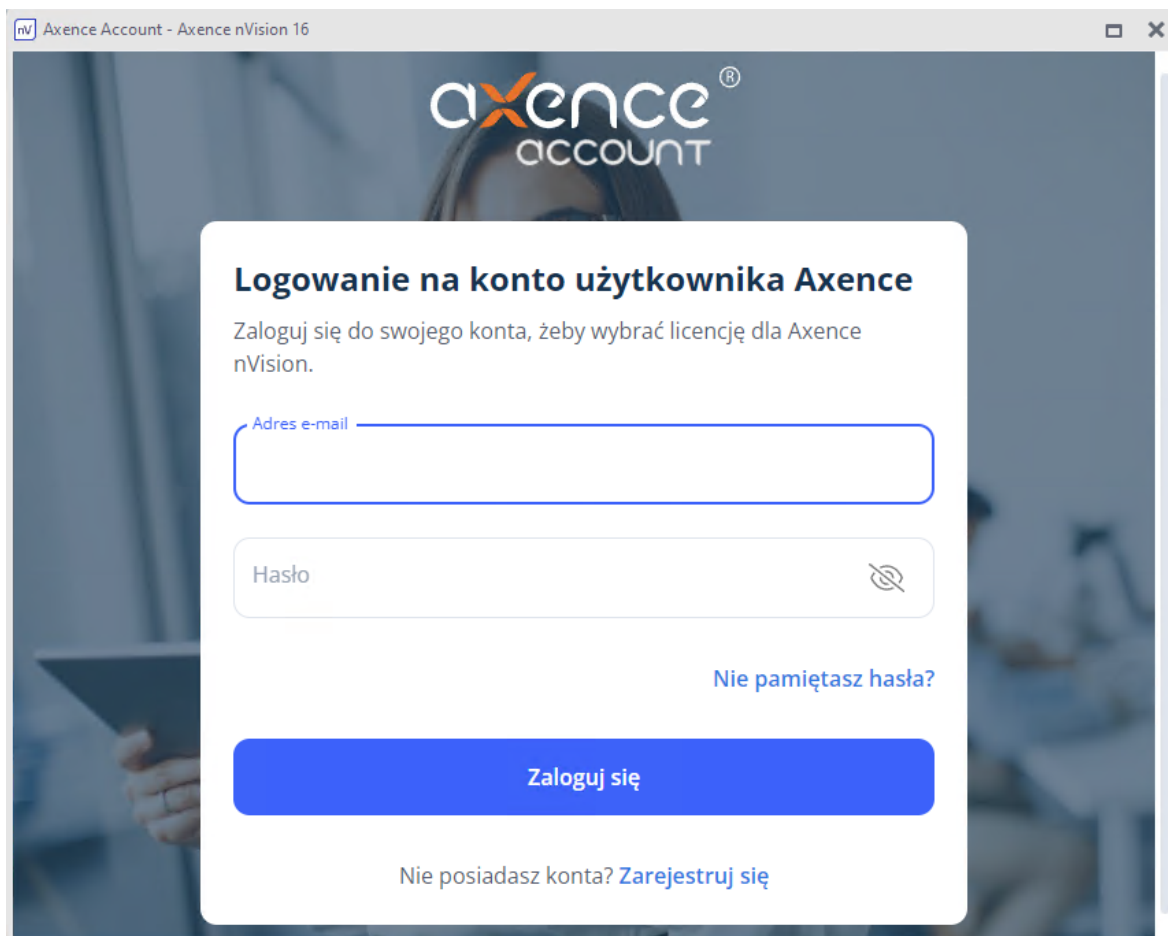 nV Axence Account - Axence nVision 16
axence®
account
Logowanie na konto użytkownika Axence
Zaloguj się do swojego konta, żeby wybrać licencję dla Axence
nVision.
Adres e-mail
Hasło
Nie pamiętasz hasła?
Zaloguj się
Nie posiadasz konta? Zarejestruj się